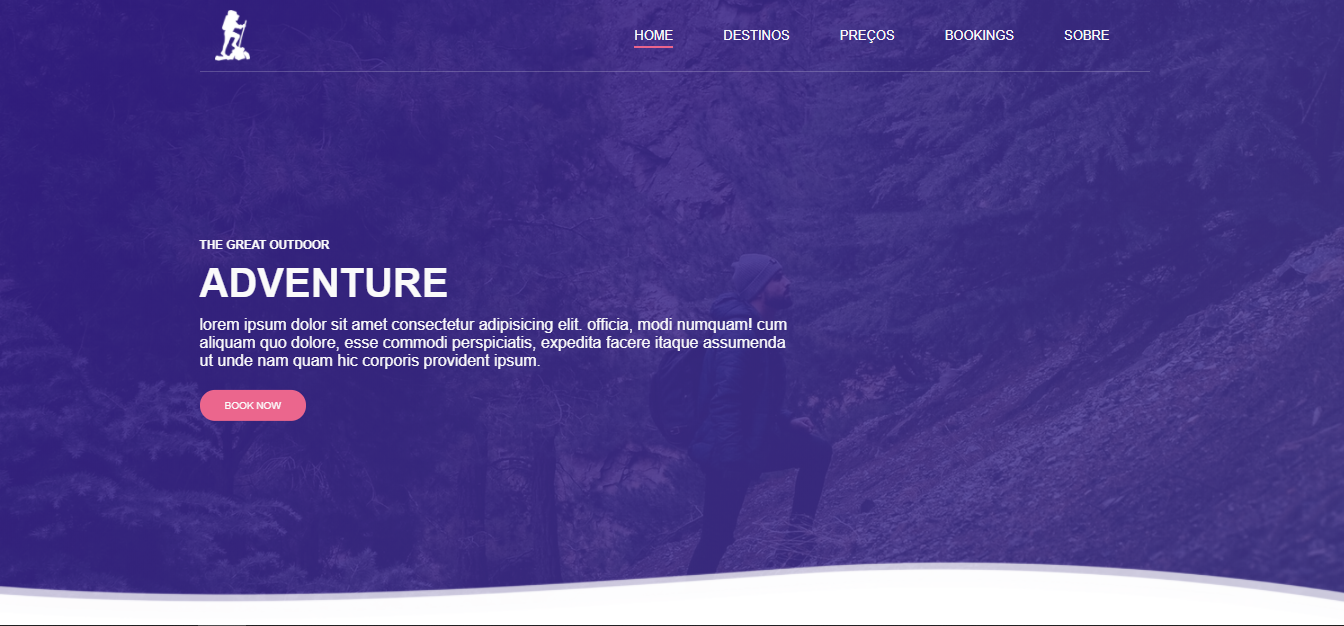 HOME DESTINOS PREÇOS BOOKINGS SOBRE
THE GREAT OUTDOOR
ADVENTURE
lorem ipsum dolor sit amet consectetur adipisicing elit. officia, modi numquam! cum
aliquam quo dolore, esse commodi perspiciatis, expedita facere itaque assumenda
ut unde nam quam hic corporis provident ipsum.
BOOK NOW